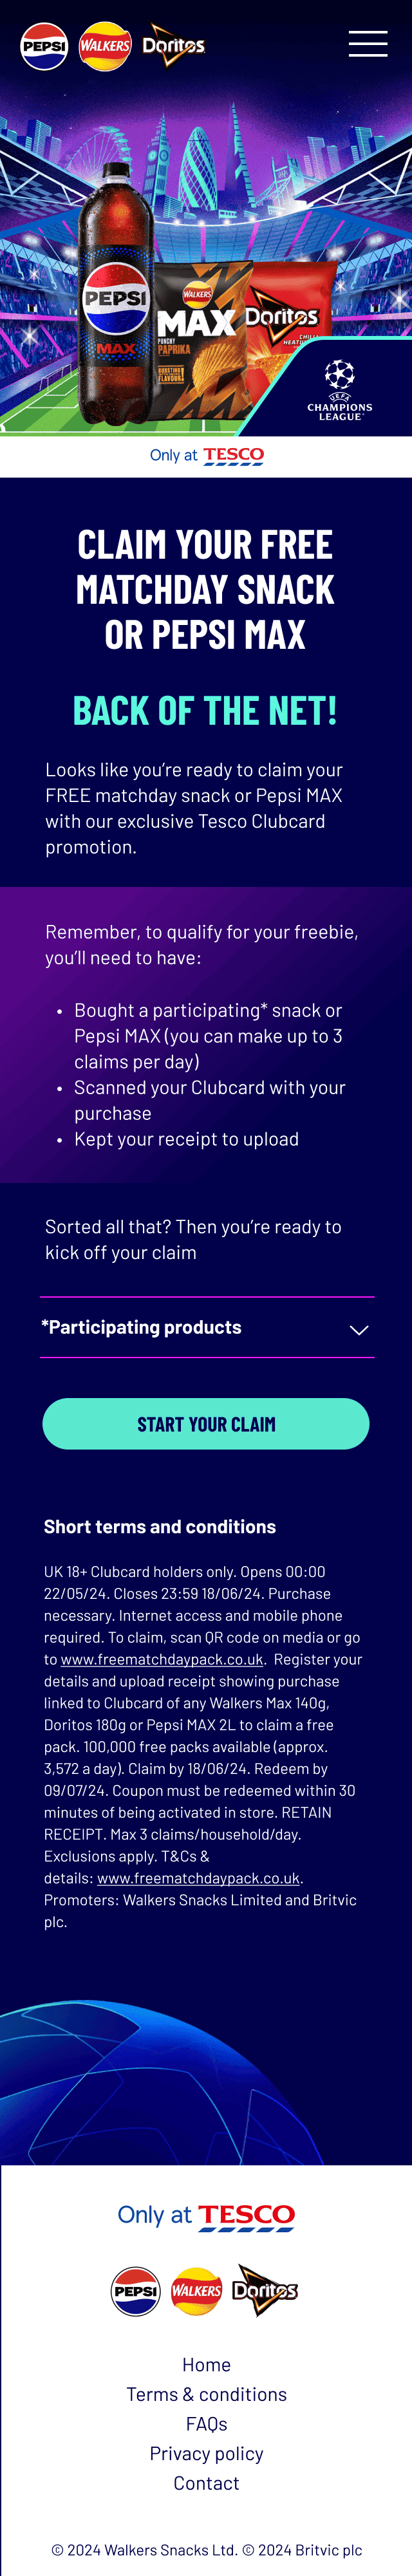 PEPSI WALKERS Doritos
PEPSI
MAX
WALKERS
MAX
PUNCHY
PAPRIKA
BURSTING
FLAVOUR
Doritos
CHILLI
HEATWAVE
UEFA
CHAMPIONS
LEAGUE
Only at TESCO
CLAIM YOUR FREE
MATCHDAY SNACK
OR PEPSI MAX
BACK OF THE NET!
Looks like you’re ready to claim your
FREE matchday snack or Pepsi MAX
with our exclusive Tesco Clubcard
promotion.
Remember, to qualify for your freebie,
you’ll need to have:
• Bought a participating* snack or
Pepsi MAX (you can make up to 3
claims per day)
• Scanned your Clubcard with your
purchase
• Kept your receipt to upload
Sorted all that? Then you’re ready to
kick off your claim
*Participating products
START YOUR CLAIM
Short terms and conditions
UK 18+ Clubcard holders only. Opens 00:00
22/05/24. Closes 23:59 18/06/24. Purchase
necessary. Internet access and mobile phone
required. To claim, scan QR code on media or go
to www.freematchdaypack.co.uk. Register your
details and upload receipt showing purchase
linked to Clubcard of any Walkers Max 140g,
Doritos 180g or Pepsi MAX 2L to claim a free
pack. 100,000 free packs available (approx.
3,572 a day). Claim by 18/06/24. Redeem by
09/07/24. Coupon must be redeemed within 30
minutes of being activated in store. RETAIN
RECEIPT. Max 3 claims/household/day.
Exclusions apply. T&Cs &
details: www.freematchdaypack.co.uk.
Promoters: Walkers Snacks Limited and Britvic
plc.
Only at TESCO
PEPSI WALKERS Doritos
Home
Terms & conditions
FAQs
Privacy policy
Contact
© 2024 Walkers Snacks Ltd. © 2024 Britvic plc